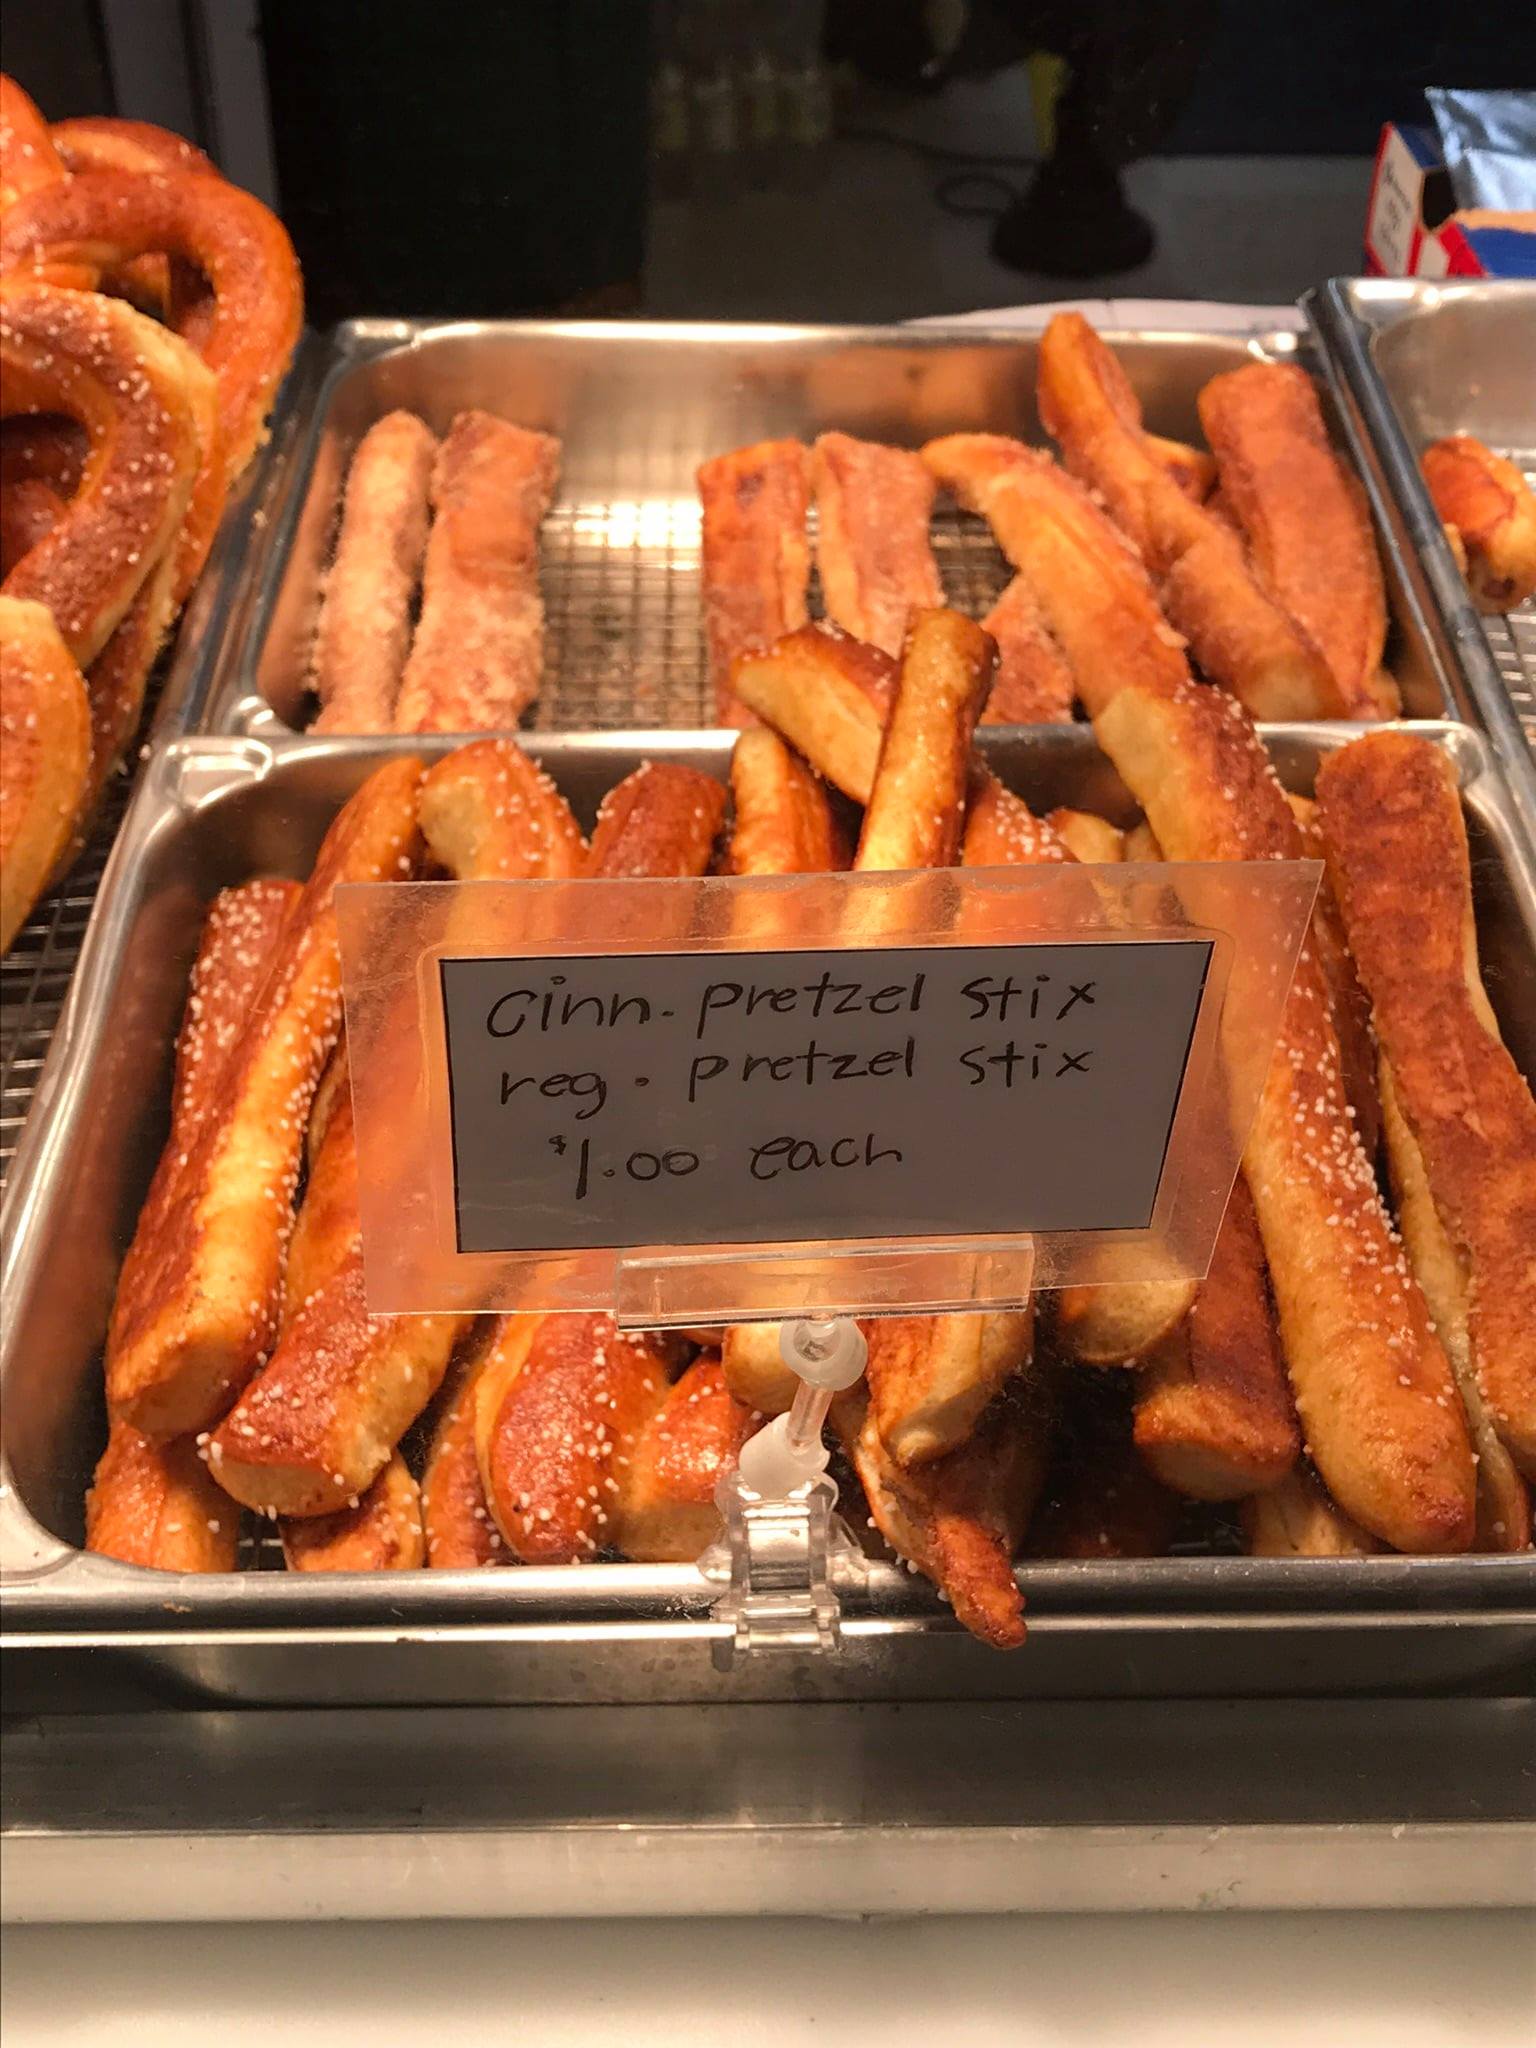 Cinn. pretzel stix
reg. pretzel stix
$1.00 each